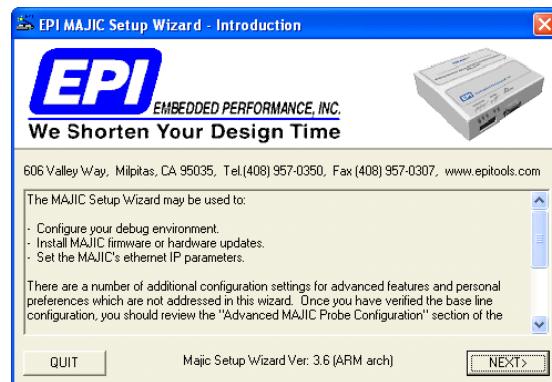 EPI MAJIC Setup Wizard - Introduction
EPI
EMBEDDED PERFORMANCE, INC.
We Shorten Your Design Time
EPI
606 Valley Way, Milpitas, CA 95035, Tel.(408) 957-0350, Fax (408) 957-0307, www.epitools.com
The MAJIC Setup Wizard may be used to:
- Configure your debug environment.
- Install MAJIC firmware or hardware updates.
- Set the MAJIC's ethernet IP parameters.
There are a number of additional configuration settings for advanced features and personal
preferences which are not addressed in this wizard. Once you have verified the base line
configuration, you should review the "Advanced MAJIC Probe Configuration" section of the
QUIT
Majic Setup Wizard Ver: 3.6 (ARM arch)
NEXT>